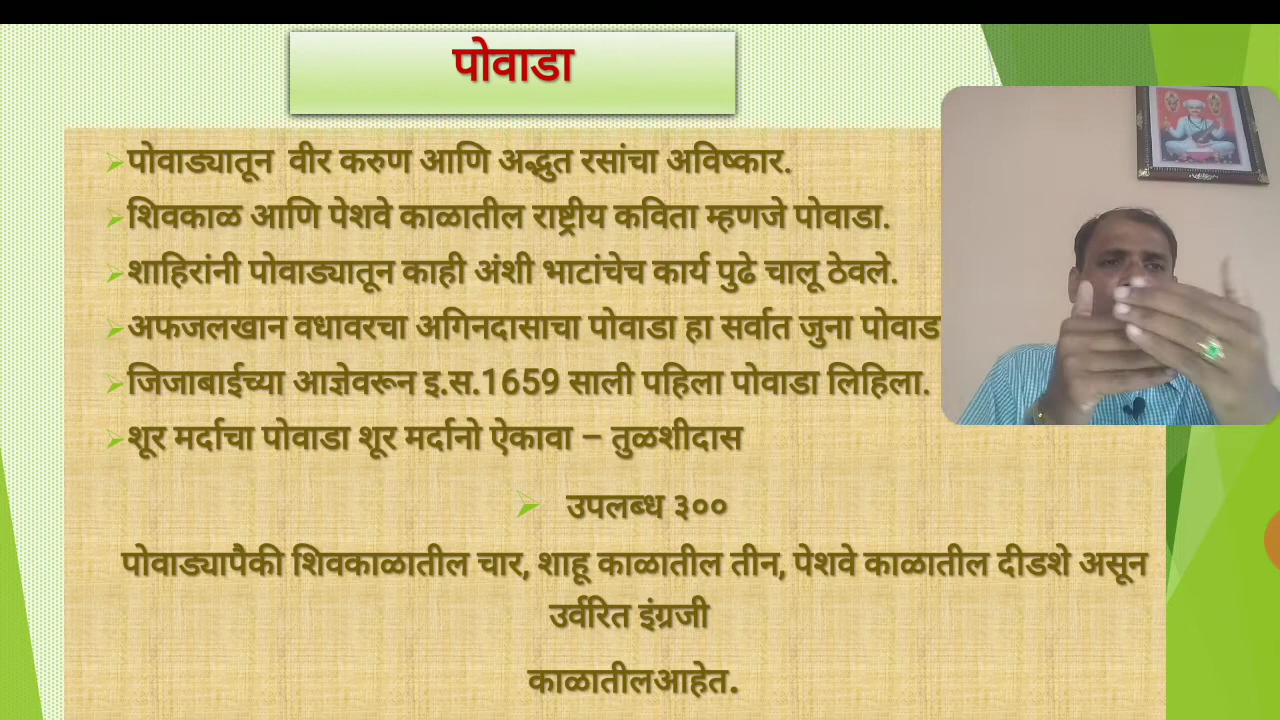 पोवाडा
पोवाड्यातून वीर करुण आणि अद्भुत रसांचा अविष्कार.
शिवकाळ आणि पेशवे काळातील राष्ट्रीय कविता म्हणजे पोवाडा.
शाहिरांनी पोवाड्यातून काही अंशी भाटांचेच कार्य पुढे चालू ठेवले.
अफजलखान वधावरचा अगिनदासाचा पोवाडा हा सर्वात जुना
जिजाबाईच्या आज्ञेवरून इ.स.1659 साली पहिला पोवाडा लिहिला.
शूर मर्दाचा पोवाडा शूर मर्दानो ऐकावा – तुळशीदास
उपलब्ध ३००
पोवाड्यापैकी शिवकाळातील चार, शाहू काळातील तीन, पेशवे काळातील दीडशे असून
उर्वरित इंग्रजी
काळातीलआहेत.